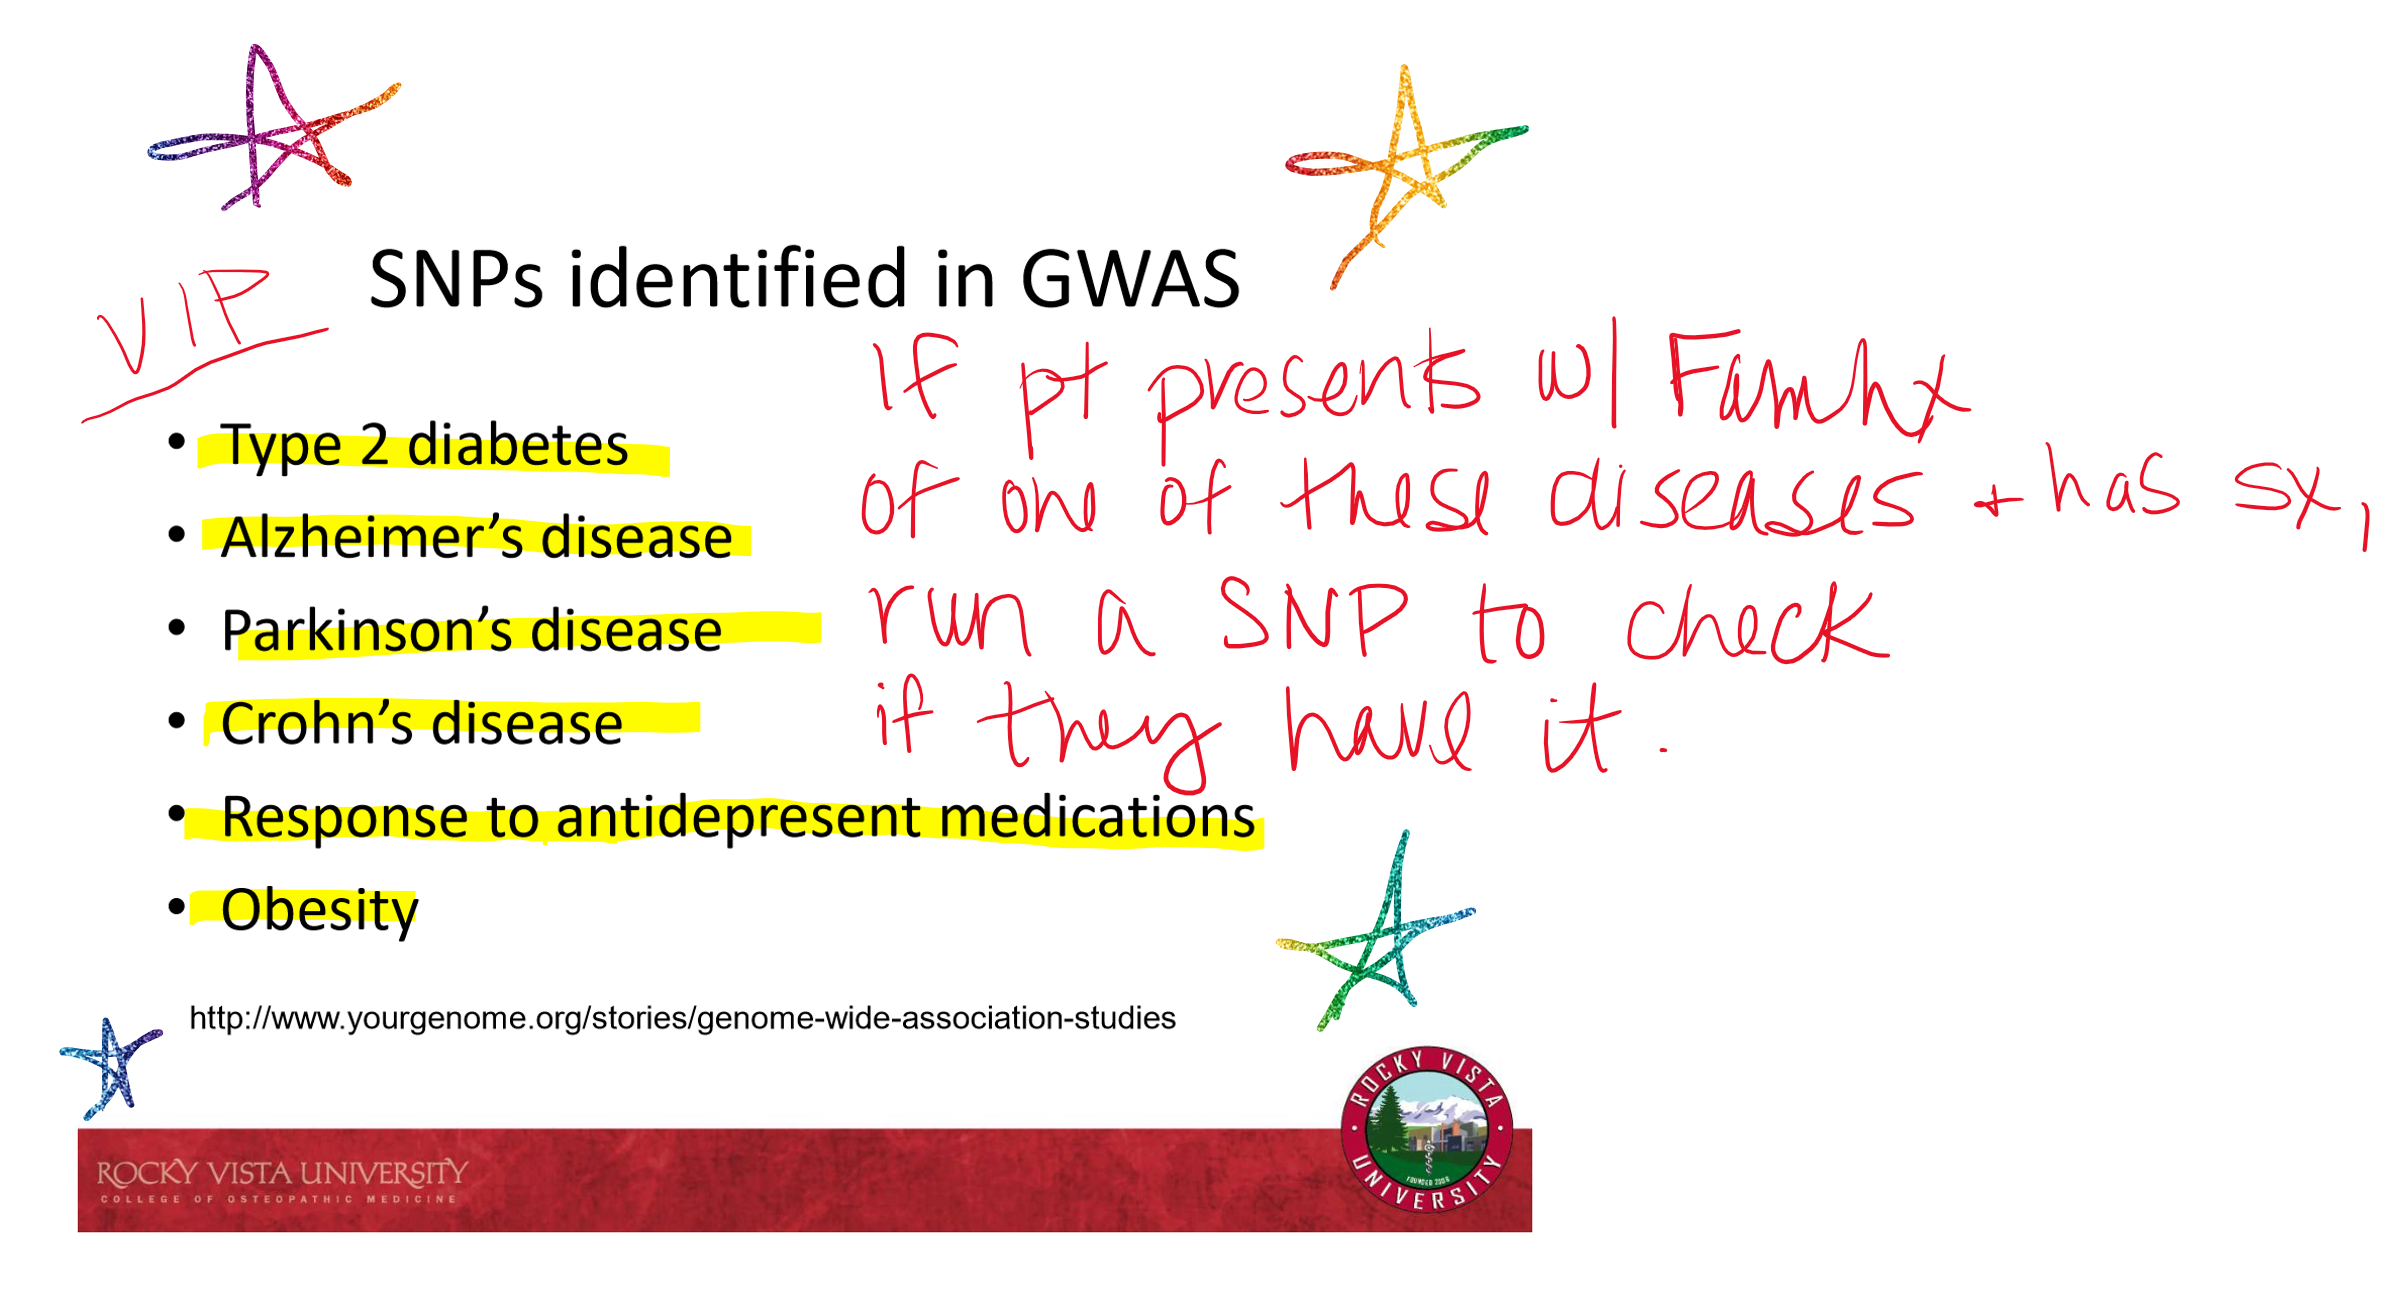 SNPs identified in GWAS
VIP
If pt presents w/ Famhx
of one of these diseases + has sx,
run a SNP to check
if they have it.
• Type 2 diabetes
• Alzheimer’s disease
• Parkinson’s disease
• Crohn’s disease
• Response to antidepresent medications
• Obesity
http://www.yourgenome.org/stories/genome-wide-association-studies
ROCKY VISTA UNIVERSITY
COLLEGE OF OSTEOPATHIC MEDICINE
ROCKY VISTA
UNIVERSITY
FOUNDED 2006